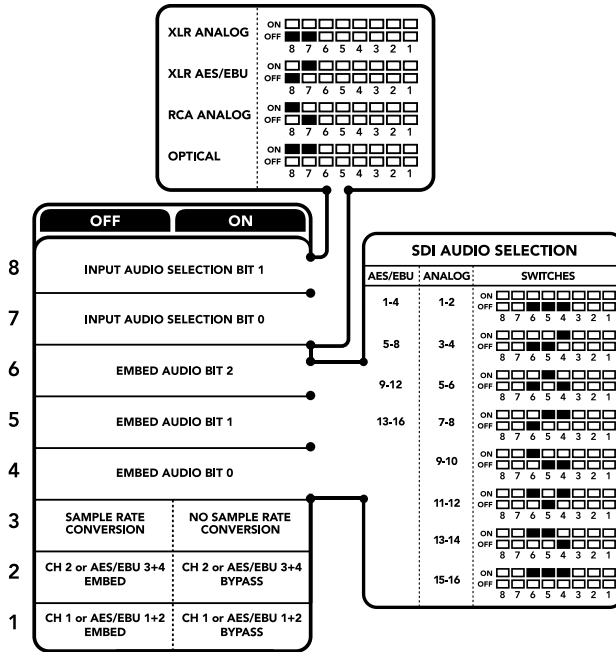 XLR ANALOG
ON
OFF
8 7 6 5 4 3 2 1
XLR AES/EBU
ON
OFF
8 7 6 5 4 3 2 1
RCA ANALOG
ON
OFF
8 7 6 5 4 3 2 1
OPTICAL
ON
OFF
8 7 6 5 4 3 2 1
OFF ON
8 INPUT AUDIO SELECTION BIT 1
7 INPUT AUDIO SELECTION BIT 0
6 EMBED AUDIO BIT 2
5 EMBED AUDIO BIT 1
4 EMBED AUDIO BIT 0
3
SAMPLE RATE
CONVERSION
NO SAMPLE RATE
CONVERSION
2
CH 2 or AES/EBU 3+4
EMBED
CH 2 or AES/EBU 3+4
BYPASS
1
CH 1 or AES/EBU 1+2
EMBED
CH 1 or AES/EBU 1+2
BYPASS
SDI AUDIO SELECTION
AES/EBU ANALOG SWITCHES
1-4 1-2
ON
OFF
8 7 6 5 4 3 2 1
5-8 3-4
ON
OFF
8 7 6 5 4 3 2 1
9-12 5-6
ON
OFF
8 7 6 5 4 3 2 1
13-16 7-8
ON
OFF
8 7 6 5 4 3 2 1
9-10
ON
OFF
8 7 6 5 4 3 2 1
11-12
ON
OFF
8 7 6 5 4 3 2 1
13-14
ON
OFF
8 7 6 5 4 3 2 1
15-16
ON
OFF
8 7 6 5 4 3 2 1